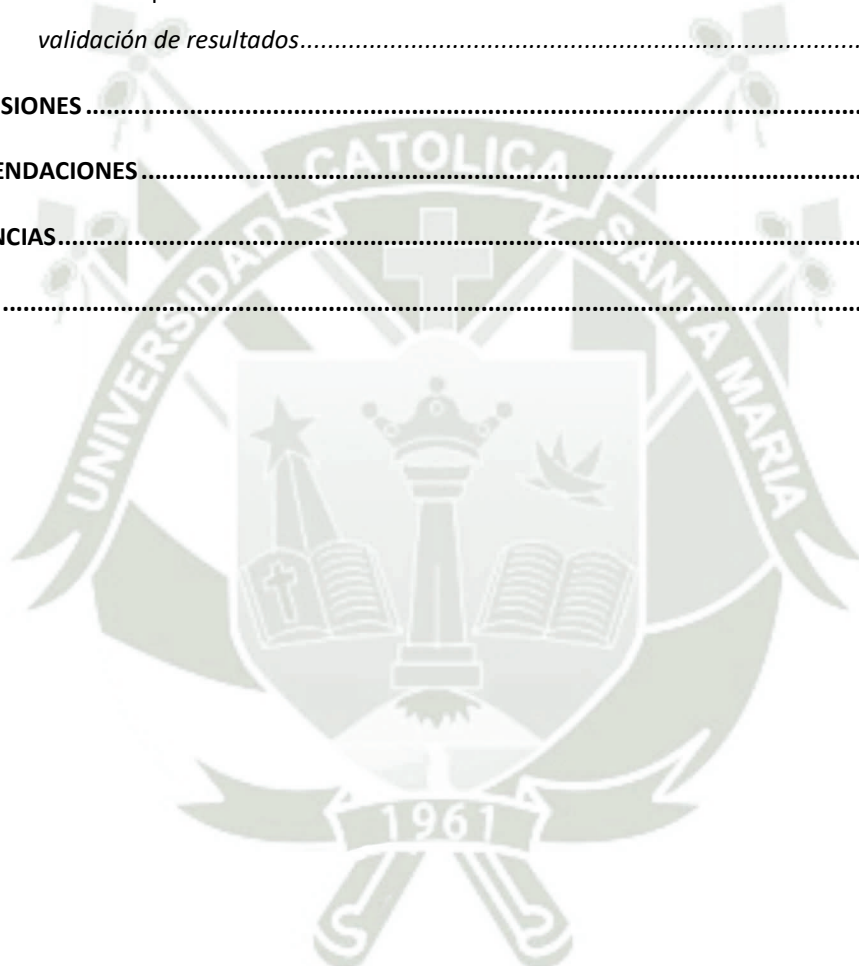 validación de resultados........................................................................................
SIONES........................................................................................................................
ENDACIONES...............................................................................................................
NCIAS...........................................................................................................................
....................................................................................................................................
UNIVERSIDAD CATOLICA SANTA MARIA
1961